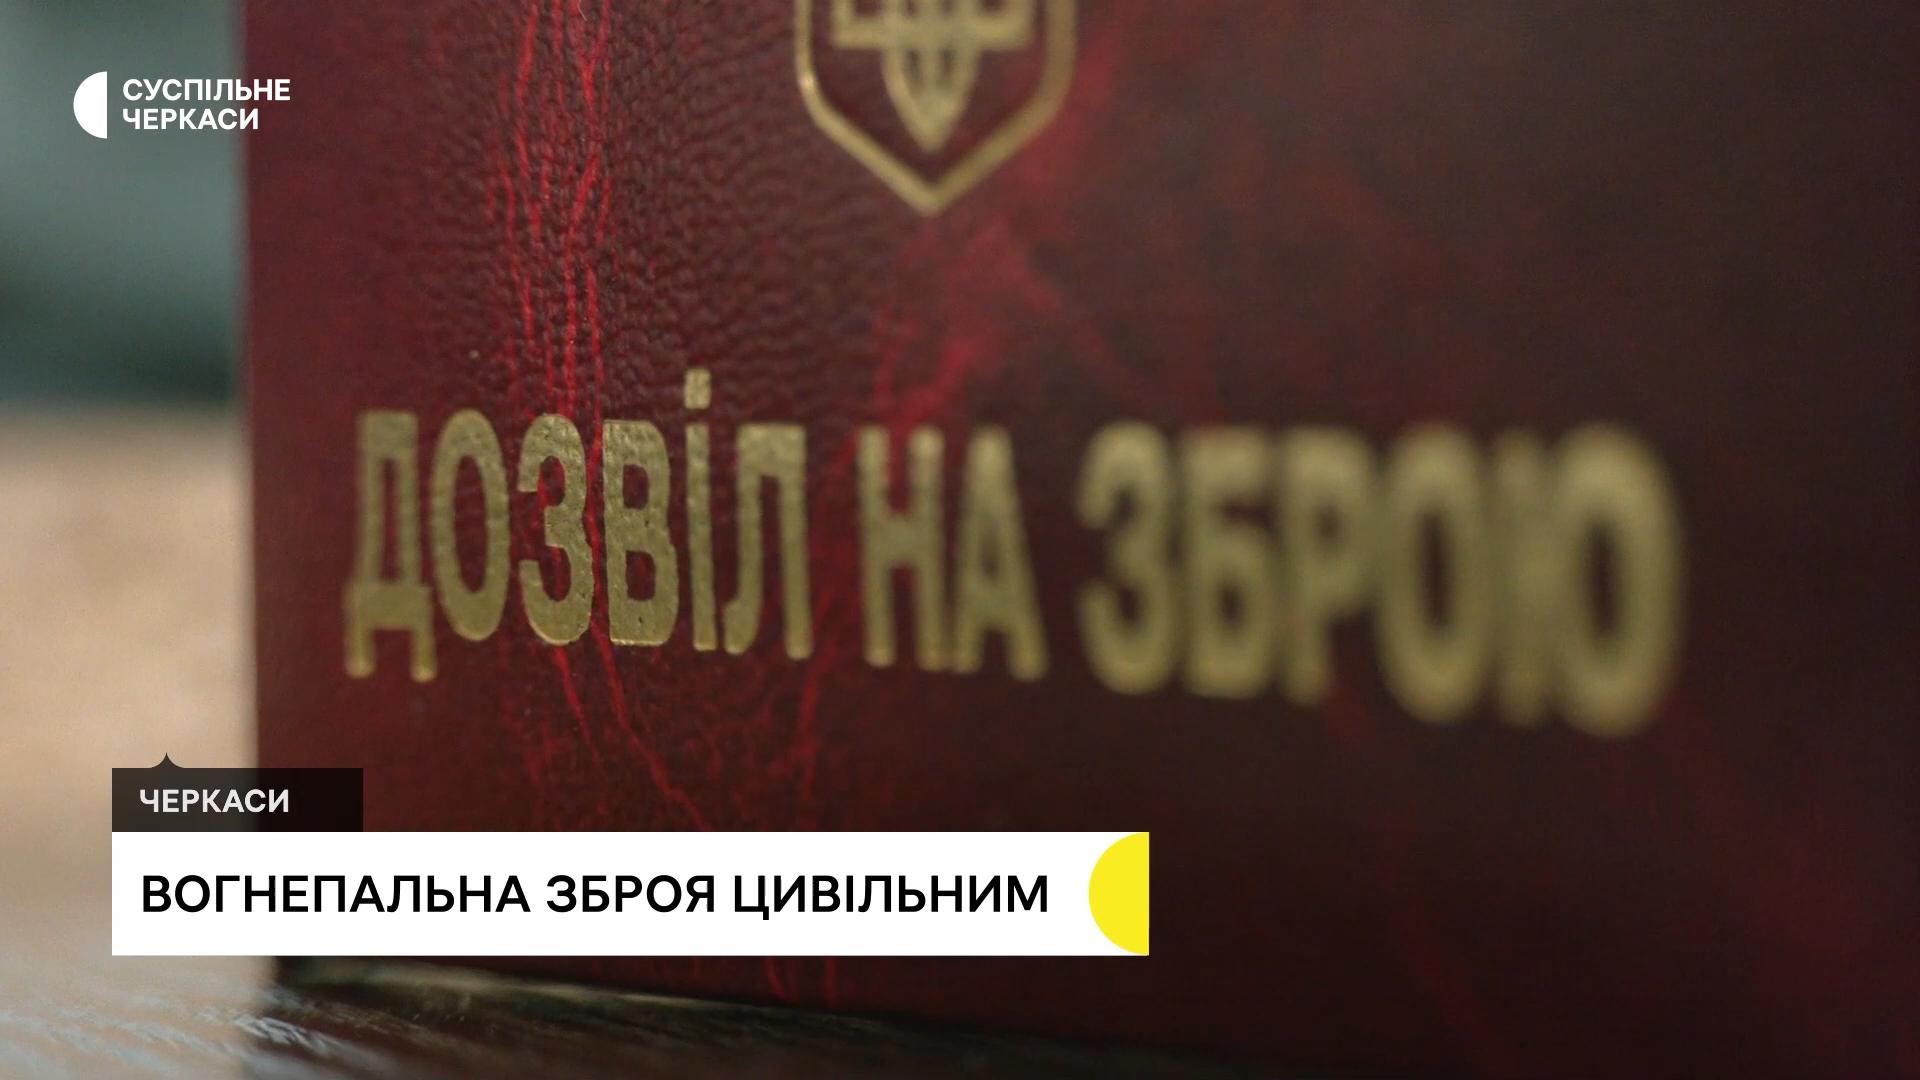 СУСПІЛЬНЕ
ЧЕРКАСИ
ДОЗВІЛ НА ЗБРОЮ
ЧЕРКАСИ
ВОГНЕПАЛЬНА ЗБРОЯ ЦИВІЛЬНИМ